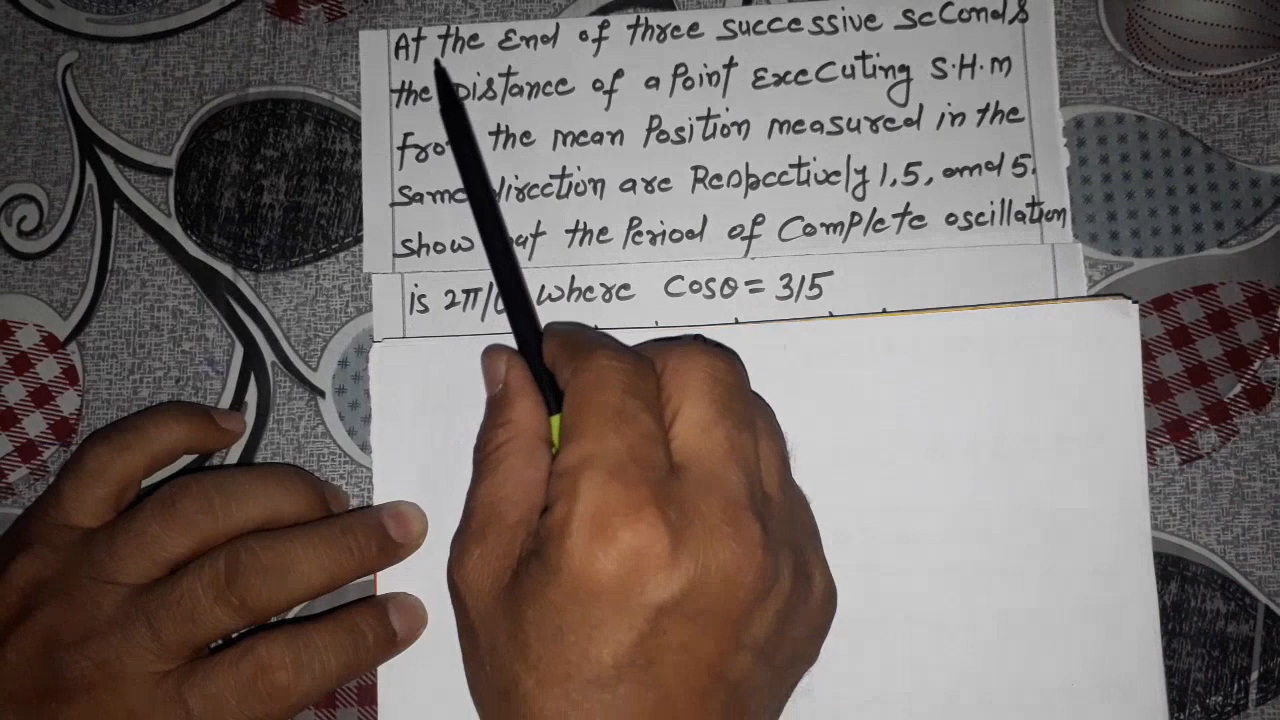 At the End of three successive seconds
the Distance of a Point Executing S.H.M
the mean Position measured in the
same direction are Respectively 1,5, and 5.
show the Period of Complete oscillation
is 2π/ where cosθ = 3/5